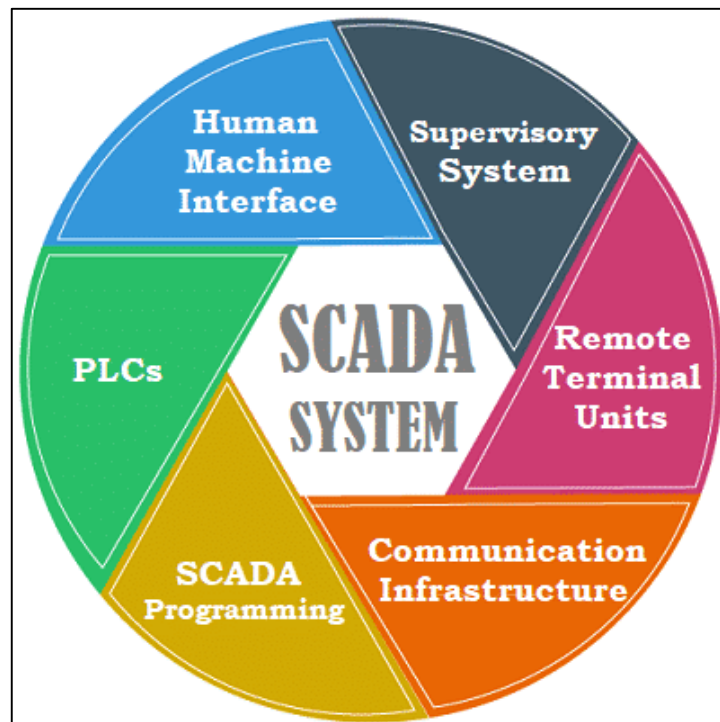 Human
Machine
Interface
Supervisory
System
Remote
Terminal
Units
Communication
Infrastructure
SCADA
Programming
PLCs
SCADA
SYSTEM